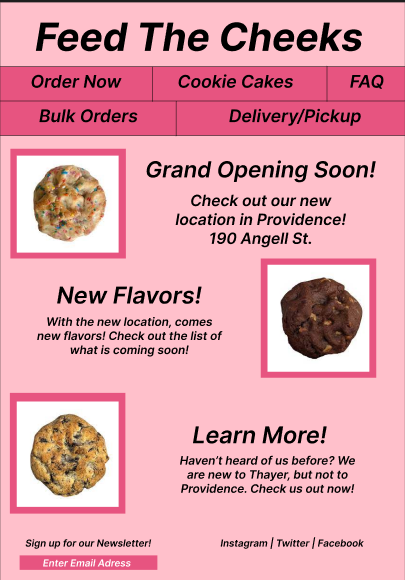 Feed The Cheeks
Order Now
Cookie Cakes
FAQ
Bulk Orders
Delivery/Pickup
Grand Opening Soon!
Check out our new
location in Providence!
190 Angell St.
New Flavors!
With the new location, comes
new flavors! Check out the list of
what is coming soon!
Learn More!
Haven't heard of us before? We
are new to Thayer, but not to
Providence. Check us out now!
Sign up for our Newsletter!
Instagram | Twitter | Facebook
Enter Email Adress